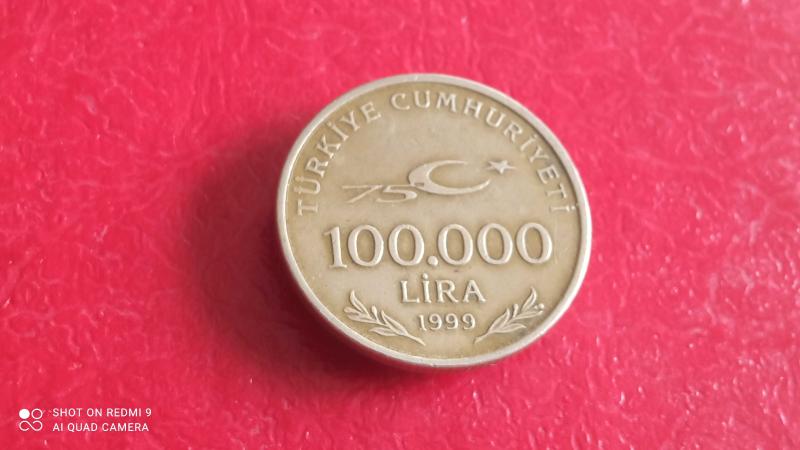 TÜRKİYE CUMHURİYETİ
75
100.000
LİRA
1999
SHOT ON REDMI 9
AI QUAD CAMERA